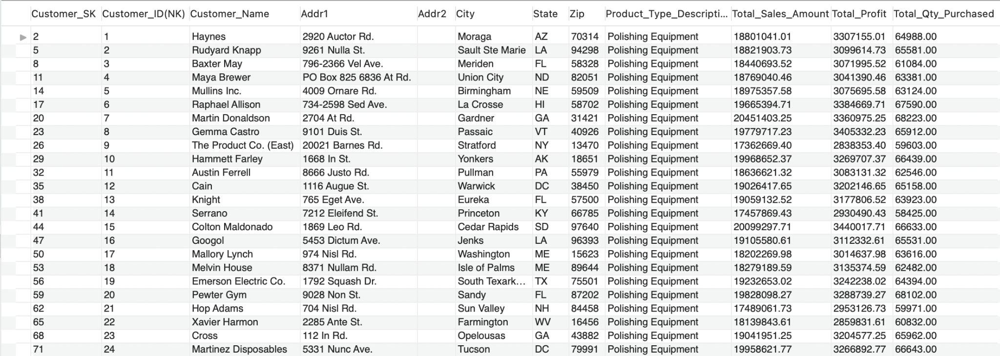 Customer_SK Customer_ID(NK) Customer_Name Addr1 Addr2 City State Zip Product_Type_Descripti... Total_Sales_Amount Total_Profit Total_Qty_Purchased
2 1 Haynes 2920 Auctor Rd. Moraga AZ 70314 Polishing Equipment 18801041.01 3307155.01 64988.00
5 2 Rudyard Knapp 9261 Nulla St. Sault Ste Marie LA 94298 Polishing Equipment 18821903.73 3099614.73 65581.00
8 3 Baxter May 796-2366 Vel Ave. Meriden FL 58328 Polishing Equipment 18440693.52 3071995.52 61084.00
11 4 Maya Brewer PO Box 825 6836 At Rd. Union City ND 82051 Polishing Equipment 18769040.46 3041390.46 63381.00
14 5 Mullins Inc. 4009 Ornare Rd. Birmingham NE 59509 Polishing Equipment 18975357.58 3075695.58 63124.00
17 6 Raphael Allison 734-2598 Sed Ave. La Crosse HI 58702 Polishing Equipment 19665394.71 3384669.71 67590.00
20 7 Martin Donaldson 2704 At Rd. Gardner GA 31421 Polishing Equipment 20451403.25 3360975.25 68223.00
23 8 Gemma Castro 9101 Duis St. Passaic VT 40926 Polishing Equipment 19779717.23 3405332.23 65912.00
26 9 The Product Co. (East) 20021 Barnes Rd. Stratford NY 13470 Polishing Equipment 17362669.40 2838353.40 59603.00
29 10 Hammett Farley 1668 In St. Yonkers AK 18651 Polishing Equipment 19968652.37 3269707.37 66439.00
32 11 Austin Ferrell 8666 Justo Rd. Pullman PA 55979 Polishing Equipment 18636621.32 3083131.32 62546.00
35 12 Cain 1116 Augue St. Warwick DC 38450 Polishing Equipment 19026417.65 3202146.65 65158.00
38 13 Knight 765 Eget Ave. Eureka FL 57500 Polishing Equipment 19059132.52 3177806.52 63923.00
41 14 Serrano 7212 Eleifend St. Princeton KY 66785 Polishing Equipment 17457869.43 2930490.43 58425.00
44 15 Colton Maldonado 1869 Leo Rd. Cedar Rapids SD 97640 Polishing Equipment 20099297.71 3440017.71 66633.00
47 16 Googol 5453 Dictum Ave. Jenks LA 96393 Polishing Equipment 19105580.61 3112332.61 65531.00
50 17 Mallory Lynch 974 Nisl Rd. Washington ME 15623 Polishing Equipment 18202269.98 3014637.98 63616.00
53 18 Melvin House 8371 Nullam Rd. Isle of Palms ME 89644 Polishing Equipment 18279189.59 3135374.59 62482.00
56 19 Emerson Electric Co. 1792 Squash Dr. South Texark... TX 75501 Polishing Equipment 19232653.02 3242238.02 64394.00
59 20 Pewter Gym 9028 Non St. Sandy FL 87202 Polishing Equipment 19828098.27 3288739.27 68102.00
62 21 Hop Adams 704 Nisl Rd. Sun Valley NH 84458 Polishing Equipment 17489061.73 2953126.73 59971.00
65 22 Xavier Harmon 2285 Ante St. Farmington WV 16456 Polishing Equipment 18139843.61 2859831.61 60832.00
68 23 Cross 112 In Rd. Opelousas GA 43882 Polishing Equipment 19041951.25 3204577.25 65962.00
71 24 Martinez Disposables 5331 Nunc Ave. Tucson DC 79991 Polishing Equipment 19958621.77 3266892.77 66643.00